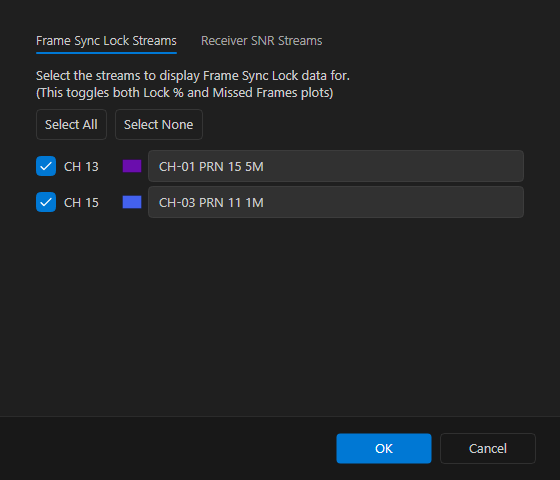 Frame Sync Lock Streams Receiver SNR Streams
Select the streams to display Frame Sync Lock data for.
(This toggles both Lock % and Missed Frames plots)
Select All Select None
CH 13 CH-01 PRN 15 5M
CH 15 CH-03 PRN 11 1M
OK Cancel